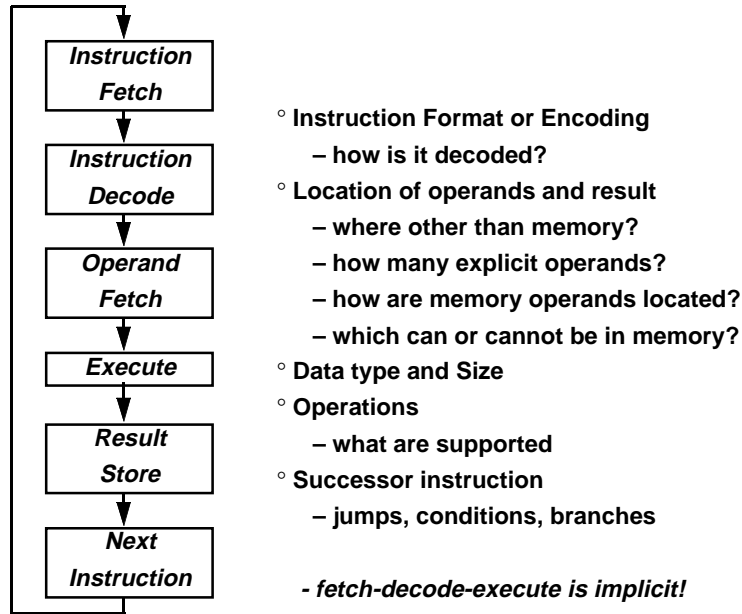 Instruction
Fetch
Instruction
Decode
Operand
Fetch
Execute
Result
Store
Next
Instruction
° Instruction Format or Encoding
– how is it decoded?
° Location of operands and result
– where other than memory?
– how many explicit operands?
– how are memory operands located?
– which can or cannot be in memory?
° Data type and Size
° Operations
– what are supported
° Successor instruction
– jumps, conditions, branches
- fetch-decode-execute is implicit!